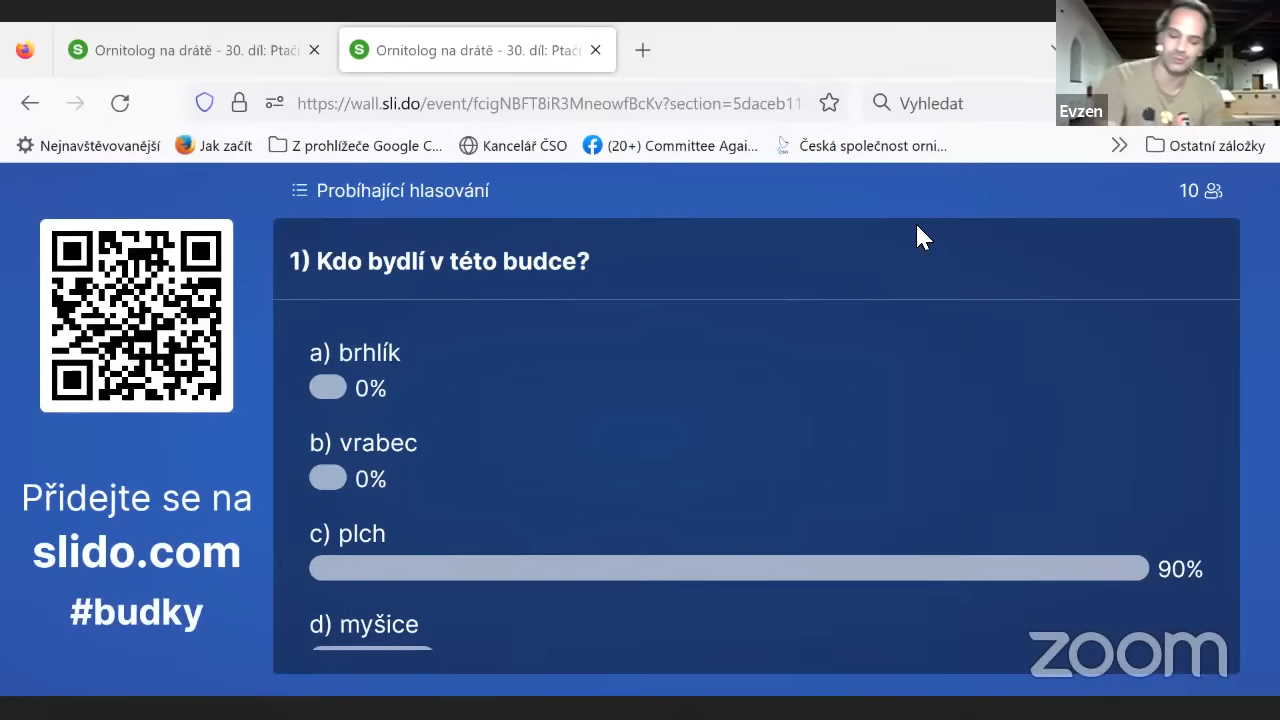 Ornitolog na drátě - 30. díl: Ptačí
Ornitolog na drátě - 30. díl: Ptačí
https://wall.sli.do/event/fcigNBFT8iR3MneowfBcKv?section=5daceb11
Vyhledat
Evzen
Nejnavštěvovanější
Jak začít
Z prohlížeče Google C...
Kancelář ČSO
(20+) Committee Agai...
Česká společnost orni...
Ostatní záložky
Probíhající hlasování
10
1) Kdo bydlí v této budce?
a) brhlík
0%
b) vrabec
0%
c) plch
90%
d) myšice
Přidejte se na
slido.com
#budky
zoom